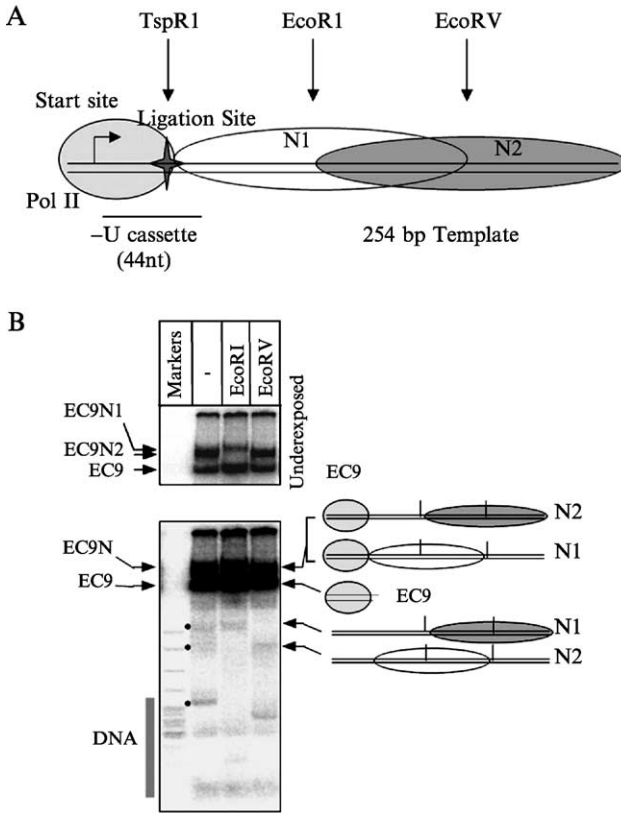 A
TspR1 EcoR1 EcoRV
Start site
Ligation Site
N1
N2
Pol II
–U cassette
(44nt)
254 bp Template
B
Markers
-
EcoRI
EcoRV
Underexposed
EC9N1
EC9N2
EC9
EC9
N2
EC9N
N1
EC9
EC9
N1
N2
DNA